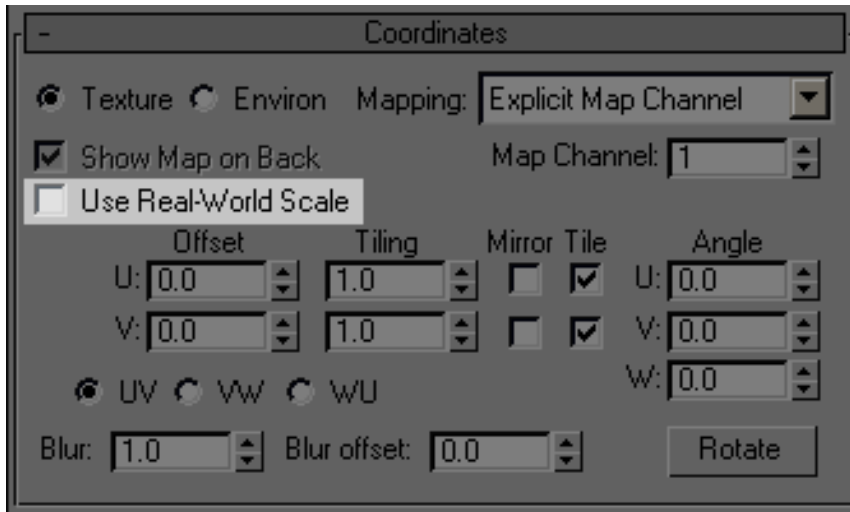 - Coordinates
Texture Environ Mapping: Explicit Map Channel
Show Map on Back Map Channel: 1
Use Real-World Scale
Offset Tiling Mirror Tile Angle
U: 0.0 1.0 U: 0.0
V: 0.0 1.0 V: 0.0
W: 0.0
UV VW WU
Blur: 1.0 Blur offset: 0.0 Rotate